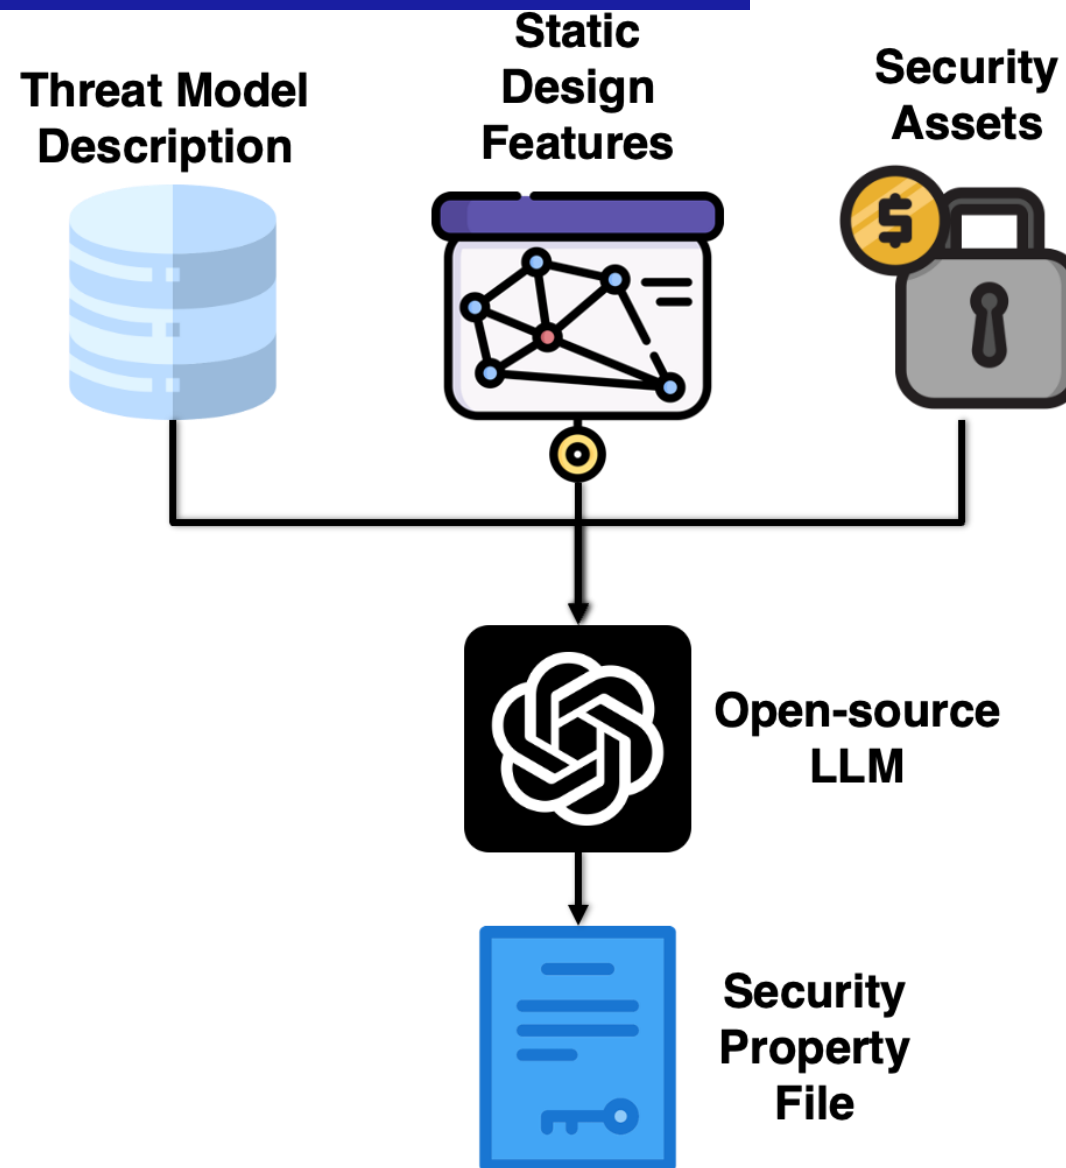 Threat Model
Description
Static
Design
Features
Security
Assets
$
Open-source
LLM
Security
Property
File